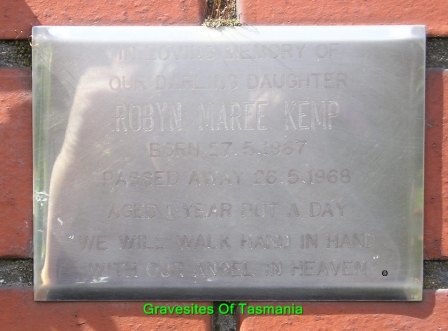 IN LOVING MEMORY OF
OUR DARLING DAUGHTER
ROBYN MAREE KEMP
BORN 27.5.1967
PASSED AWAY 26.5.1968
AGED 1 YEAR BUT A DAY
WE WILL WALK HAND IN HAND
WITH OUR ANGEL IN HEAVEN
Gravesites Of Tasmania